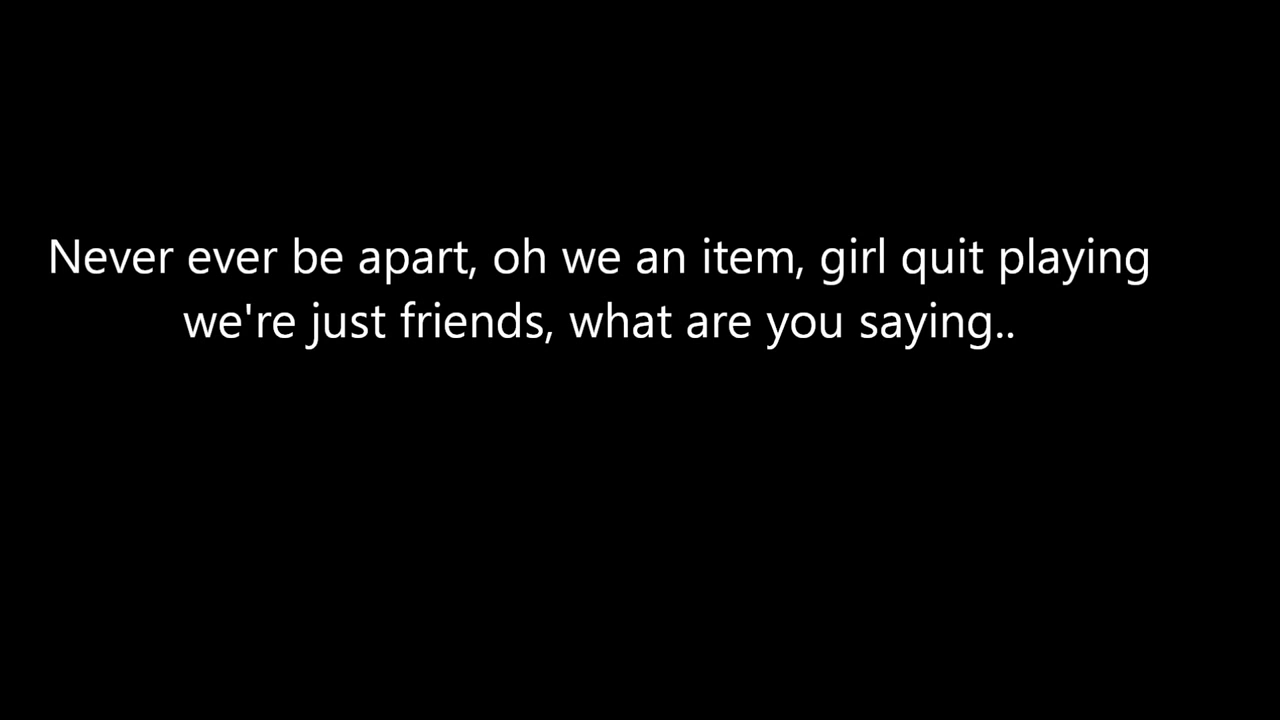 Never ever be apart, oh we an item, girl quit playing
we're just friends, what are you saying..